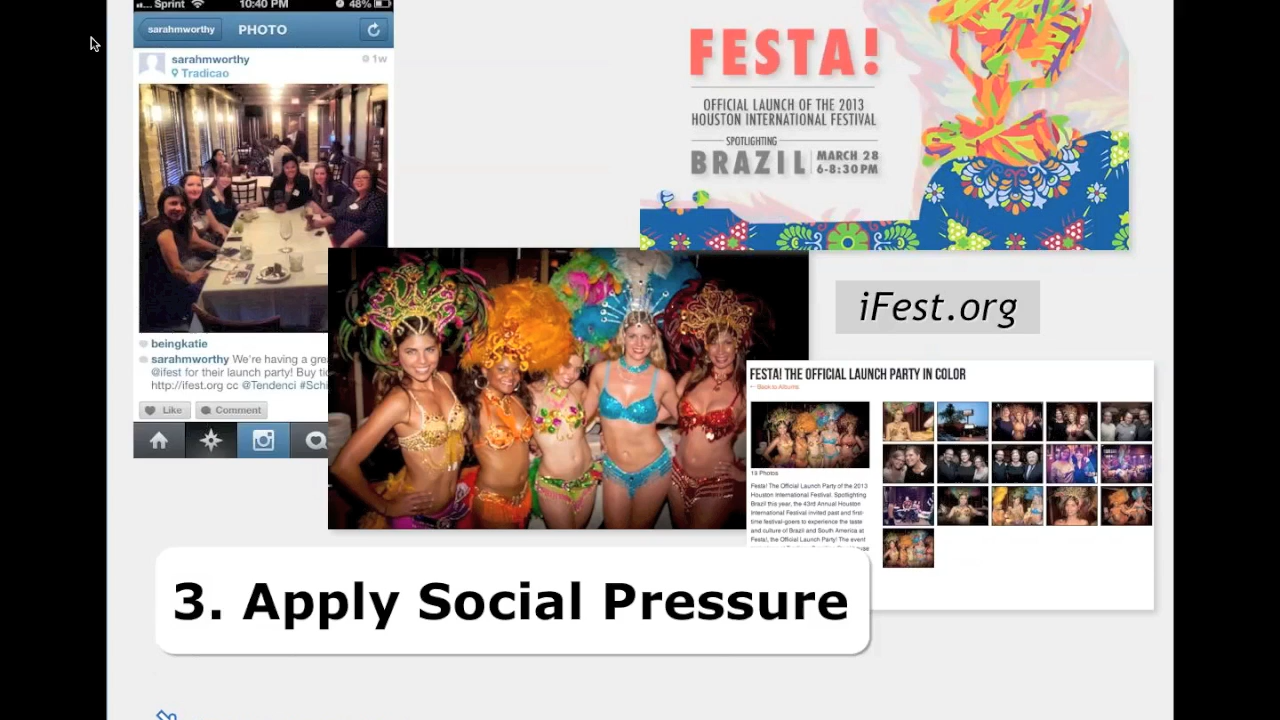 Sprint
10:40 PM
48%
sarahmworthy
PHOTO
sarahmworthy
1w
Tradicao
beingkatie
sarahmworthy We're having a grea
@ifest for their launch party! Buy ti
http://ifest.org cc @Tendenci #Schi
Like
Comment
FESTA!
OFFICIAL LAUNCH OF THE 2013
HOUSTON INTERNATIONAL FESTIVAL
SPOTLIGHTING
BRAZIL
MARCH 28
6-8:30PM
iFest.org
FESTA! THE OFFICIAL LAUNCH PARTY IN COLOR
Back to Albums
Festa! The Official Launch Party of the 2013
Houston International Festival. Spotlighting
Brazil this year, the 43rd Annual Houston
International Festival invited past and first-
time festival-goers to experience the taste
and culture of Brazil and South America at
Festa!, the Official Launch Party! The event
3. Apply Social Pressure